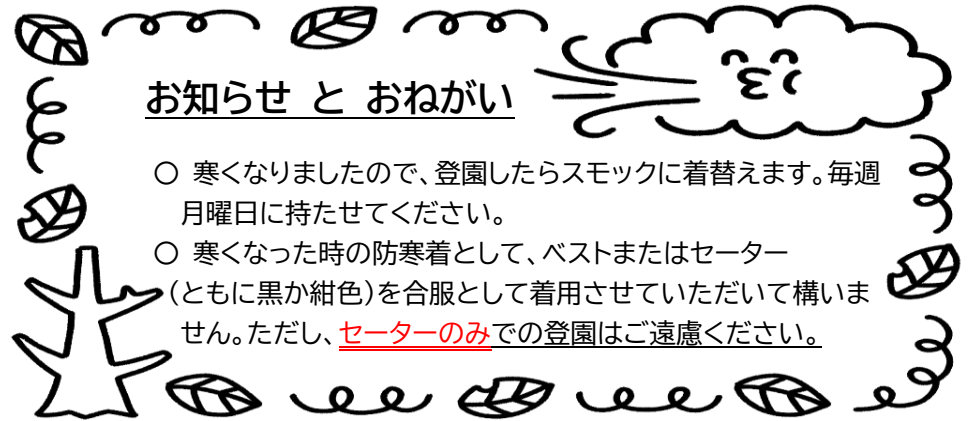 お知らせ と おねがい
○ 寒くなりましたので、登園したらスモックに着替えます。毎週
月曜日に持たせてください。
○ 寒くなった時の防寒着として、ベストまたはセーター
（ともに黒か紺色）を合服として着用させていただいて構いま
せん。ただし、セーターのみでの登園はご遠慮ください。